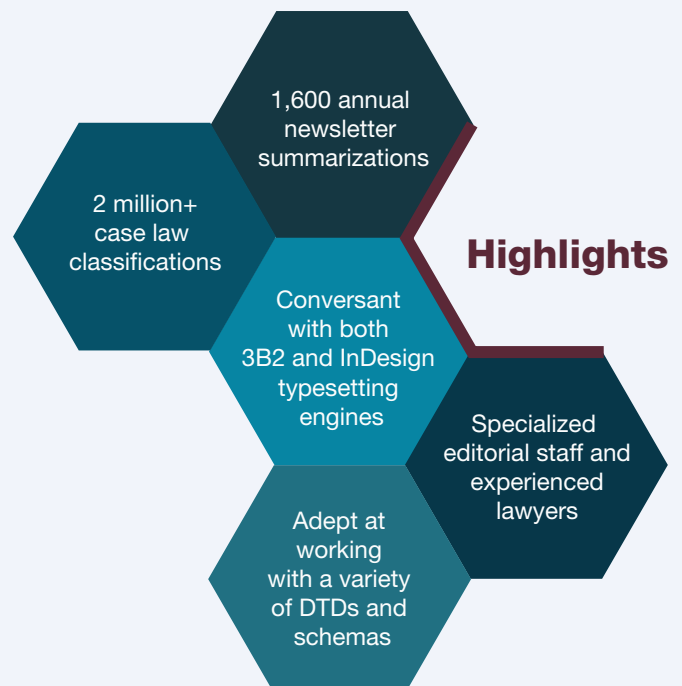 1,600 annual
newsletter
summarizations
2 million+
case law
classifications
Highlights
Conversant
with both
3B2 and InDesign
typesetting
engines
Specialized
editorial staff and
experienced
lawyers
Adept at
working
with a variety
of DTDs and
schemas